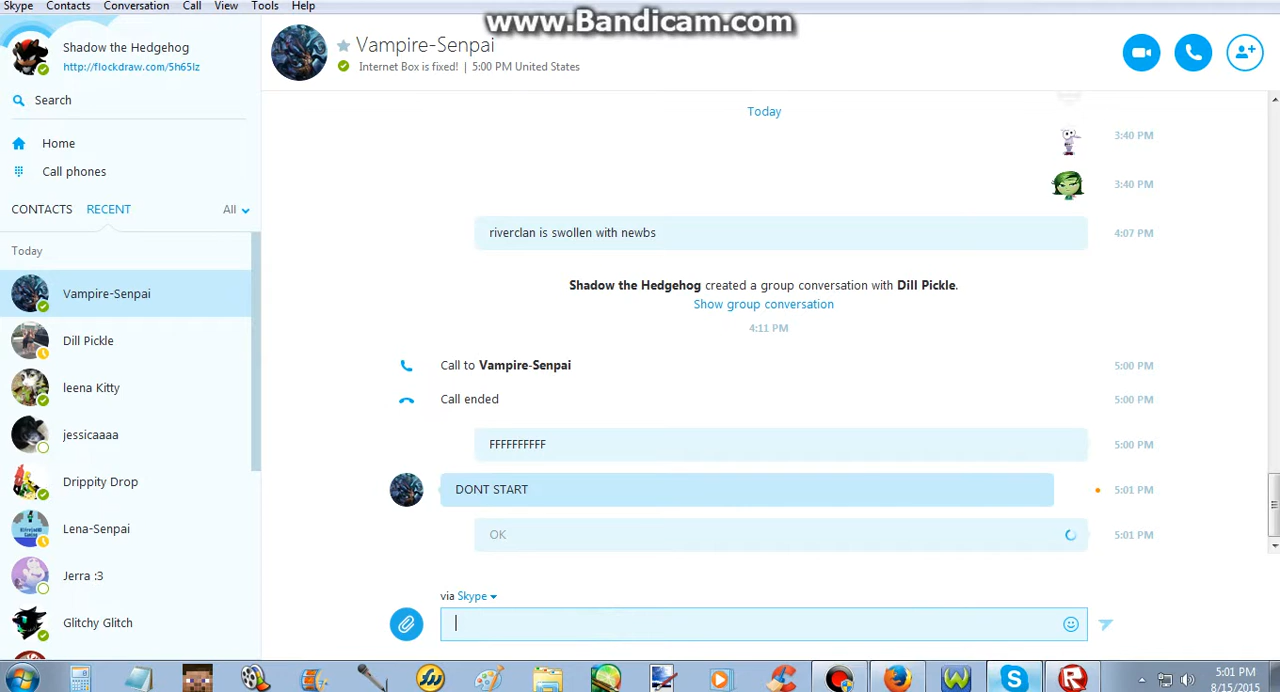 Skype Contacts Conversation Call View Tools Help
www.Bandicam.com
Shadow the Hedgehog
http://flockdraw.com/5h65lz
Search
Home
Call phones
CONTACTS RECENT All
Today
Vampire-Senpai
Dill Pickle
leena Kitty
jessicaaaa
Drippity Drop
Lena-Senpai
Jerra :3
Glitchy Glitch
Vampire-Senpai
Internet Box is fixed! | 5:00 PM United States
Today
3:40 PM
3:40 PM
riverclan is swollen with newbs 4:07 PM
Shadow the Hedgehog created a group conversation with Dill Pickle.
Show group conversation
4:11 PM
Call to Vampire-Senpai 5:00 PM
Call ended 5:00 PM
FFFFFFFFFF 5:00 PM
DONT START 5:01 PM
OK 5:01 PM
via Skype
5:01 PM
8/15/2015